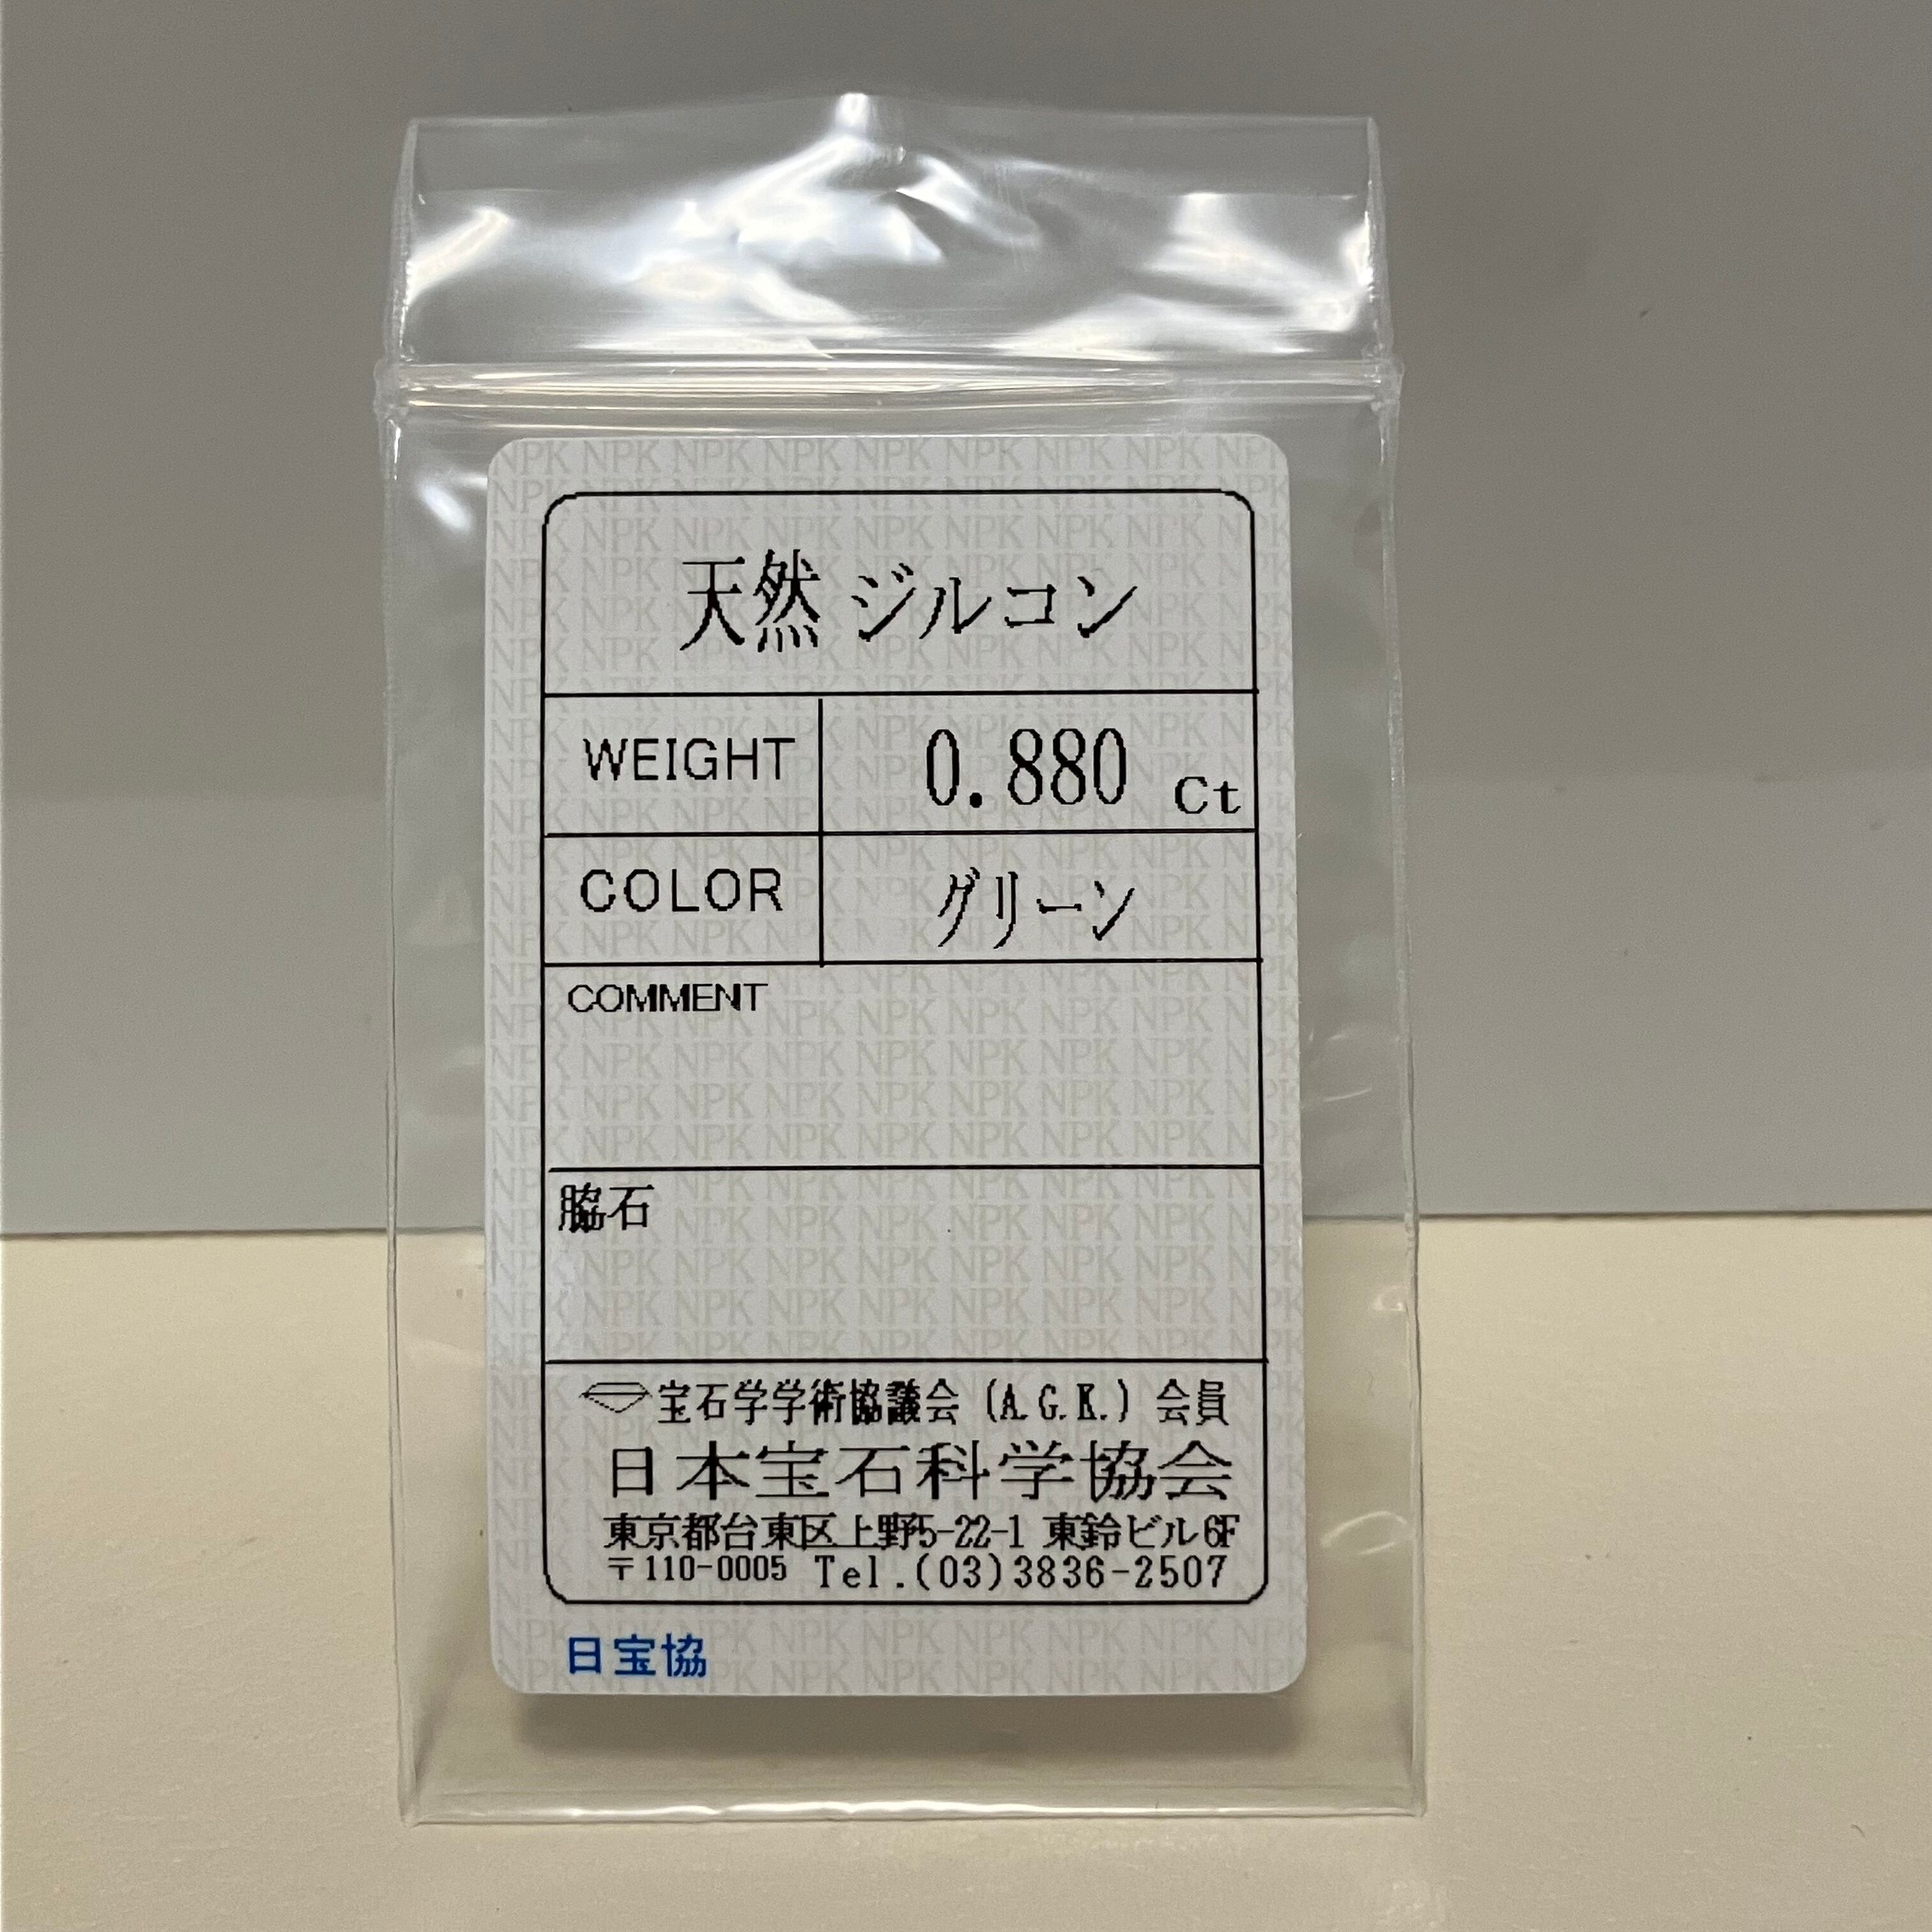 天然 ジルコン
WEIGHT 0.880 Ct
COLOR グリーン
COMMENT
脇石
宝石学学術協議会 (A.G.K.) 会員
日本宝石科学協会
東京都台東区上野5-22-1 東鈴ビル6F
〒110-0005 Tel.(03)3836-2507
日宝協